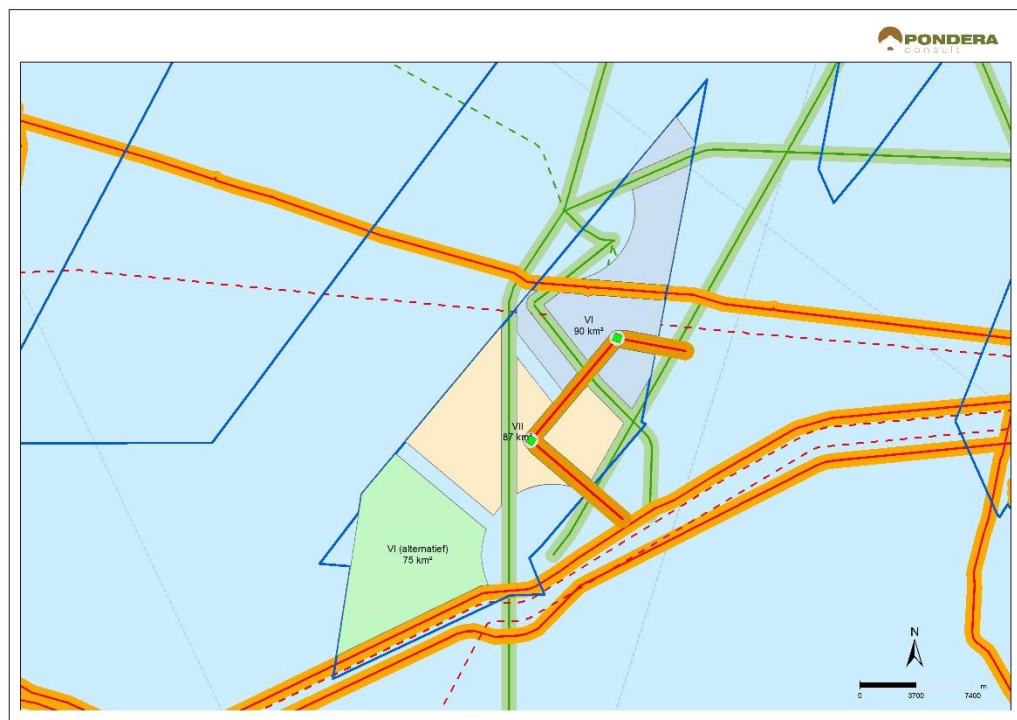 PONDERA
consult
VI
90 km²
VII
87 km²
VI (alternatief)
75 km²
N
m
0 3700 7400